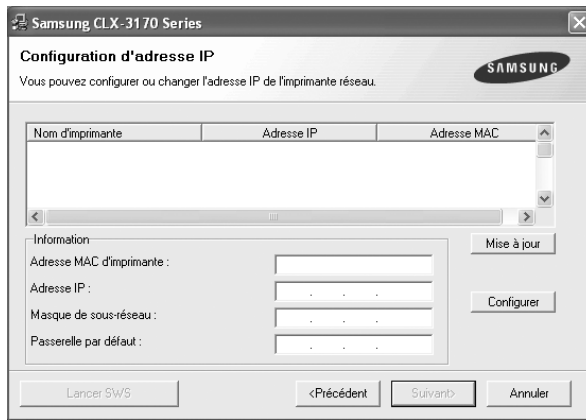 Samsung CLX-3170 Series
Configuration d'adresse IP
Vous pouvez configurer ou changer l'adresse IP de l'imprimante réseau.
SAMSUNG
Nom d'imprimante Adresse IP Adresse MAC
Information
Adresse MAC d'imprimante :
Adresse IP :
Masque de sous-réseau :
Passerelle par défaut :
Mise à jour
Configurer
Lancer SWS <Précédent Suivant> Annuler